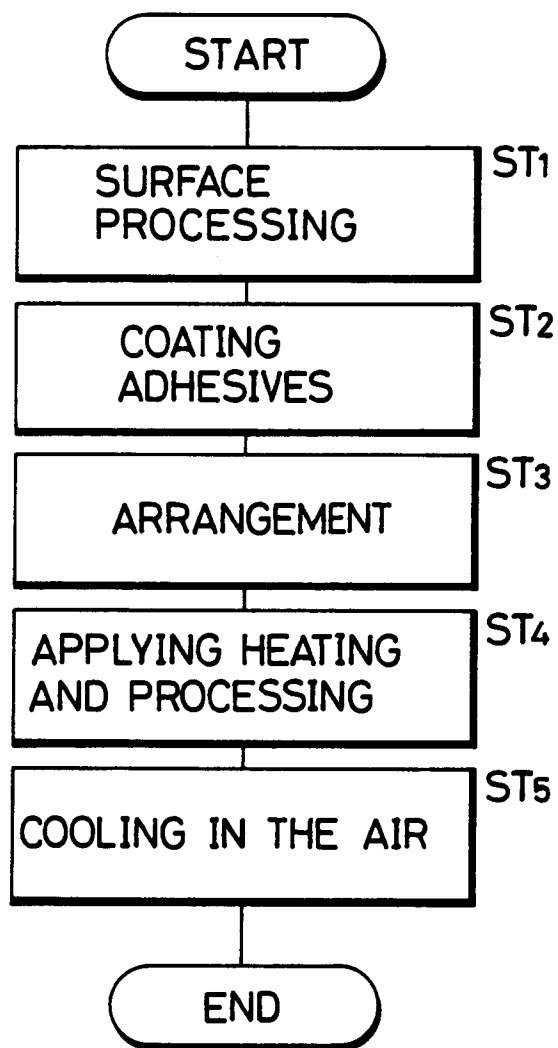 START
ST1
SURFACE
PROCESSING
ST2
COATING
ADHESIVES
ST3
ARRANGEMENT
ST4
APPLYING HEATING
AND PROCESSING
ST5
COOLING IN THE AIR
END